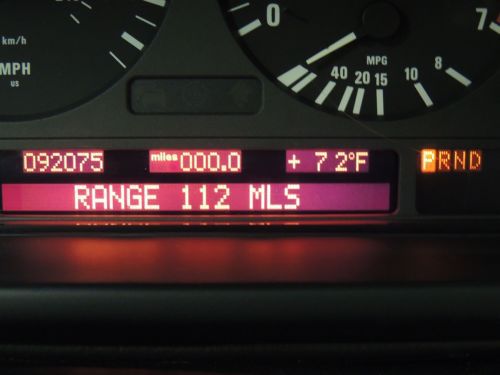 0 7
km/h
MPH
US
MPG
40 20 15 10 8
092075 miles 000.0 + 72°F PRND
RANGE 112 MLS